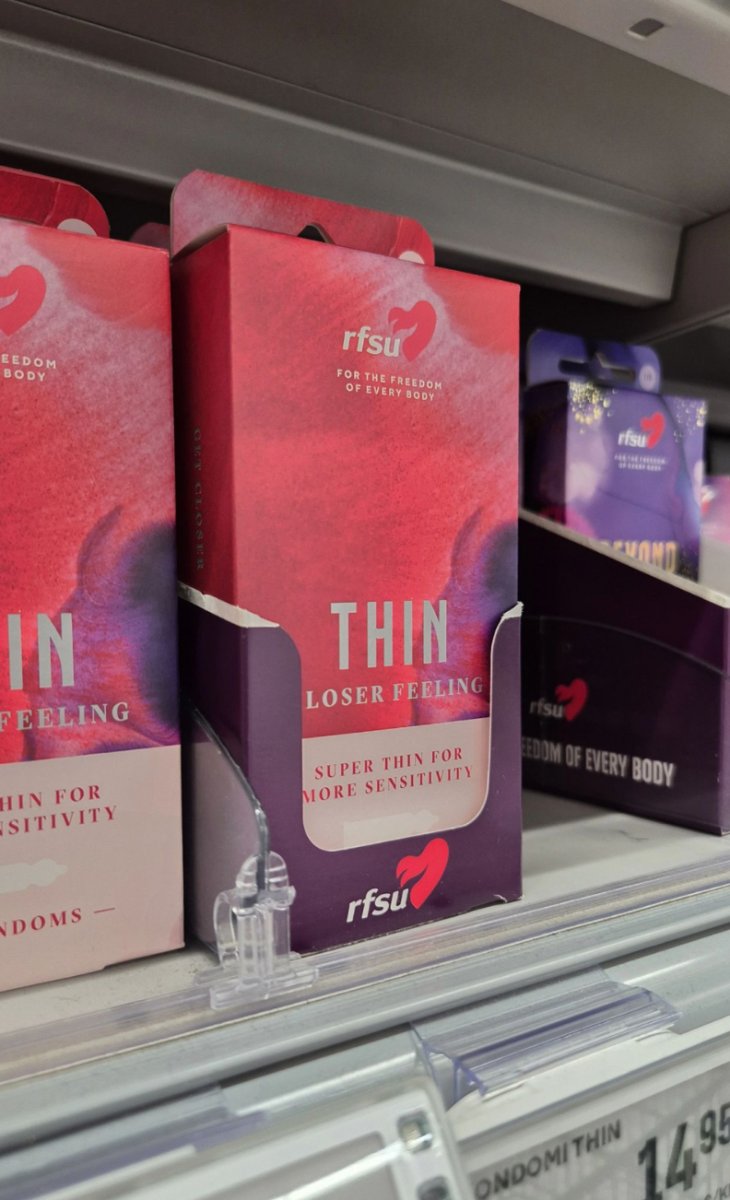 EEDOM
BODY
IN
FEELING
HIN FOR
NSITIVITY
NDOMS —
rfsu
FOR THE FREEDOM
OF EVERY BODY
GET CLOSER
THIN
LOSER FEELING
SUPER THIN FOR
MORE SENSITIVITY
rfsu
rfsu
FOR THE FREEDOM
OF EVERY BODY
EYOND
rfsu
EEDOM OF EVERY BODY
ONDOMI THIN
14 95